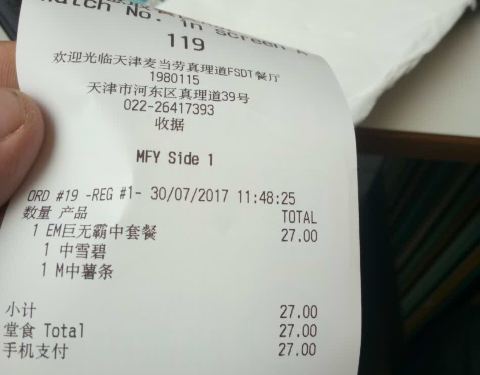 Match No. in screen A
119
欢迎光临天津麦当劳真理道FSDT餐厅
1980115
天津市河东区真理道39号
022-26417393
收据
MFY Side 1
ORD #19 -REG #1- 30/07/2017 11:48:25
数量 产品 TOTAL
1 EM巨无霸中套餐 27.00
1 中雪碧
1 M中薯条
小计 27.00
堂食 Total 27.00
手机支付 27.00